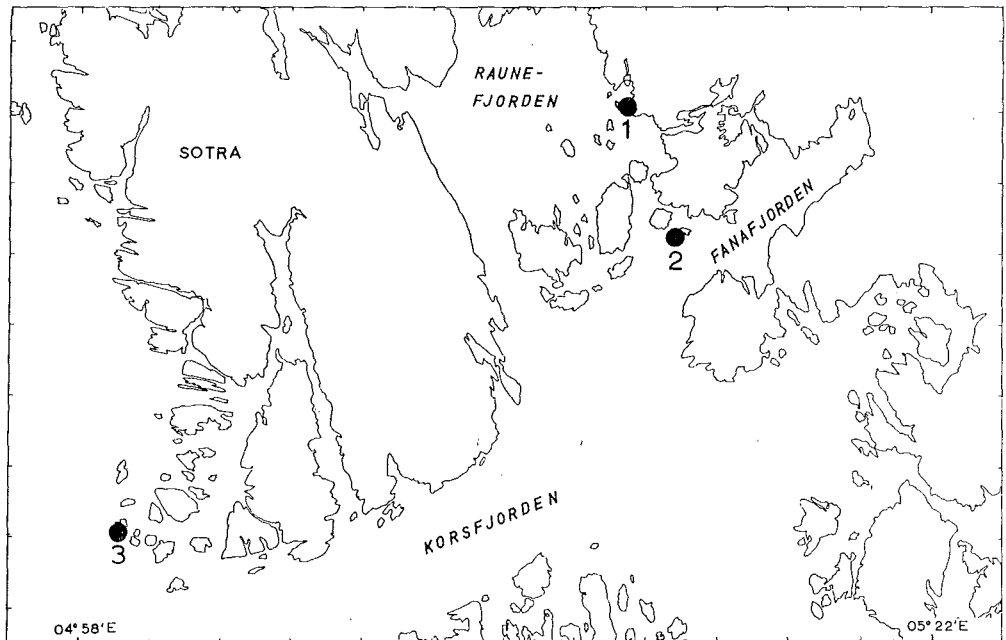 RAUNE-
FJORDEN
1
SOTRA
FANAFJORDEN
2
KORSFJORDEN
3
04° 58' E
05° 22' E